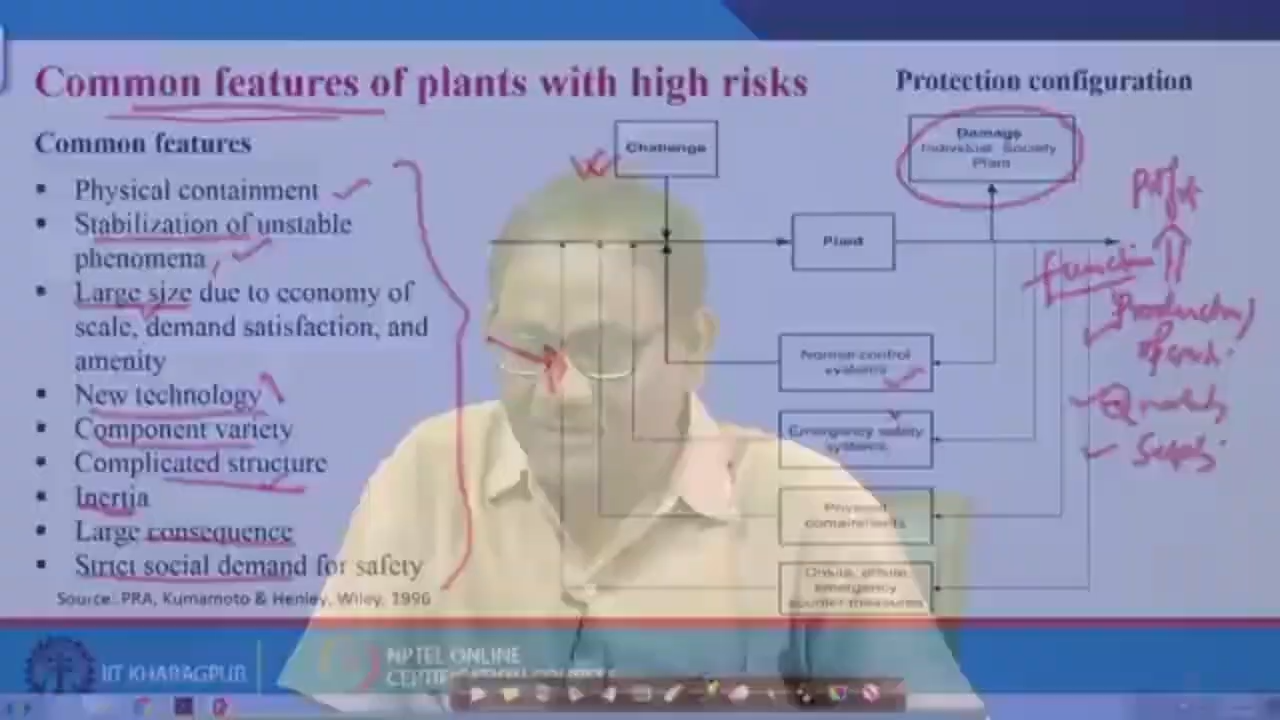 Common features of plants with high risks
Protection configuration
Common features
▪ Physical containment
▪ Stabilization of unstable
phenomena
▪ Large size due to economy of
scale, demand satisfaction, and
amenity
▪ New technology
▪ Component variety
▪ Complicated structure
▪ Inertia
▪ Large consequence
▪ Strict social demand for safety
Source: PRA, Kumamoto & Henley, Wiley, 1996
Challenge
Damage
Individual Society
Plant
Plant
Normal control
systems
Emergency safety
systems
Physical
containments
Onsite, offsite
emergency
counter measures
Profit
function
Production
of
IIT KHARAGPUR
NPTEL ONLINE
CERTIFICATION COURSES